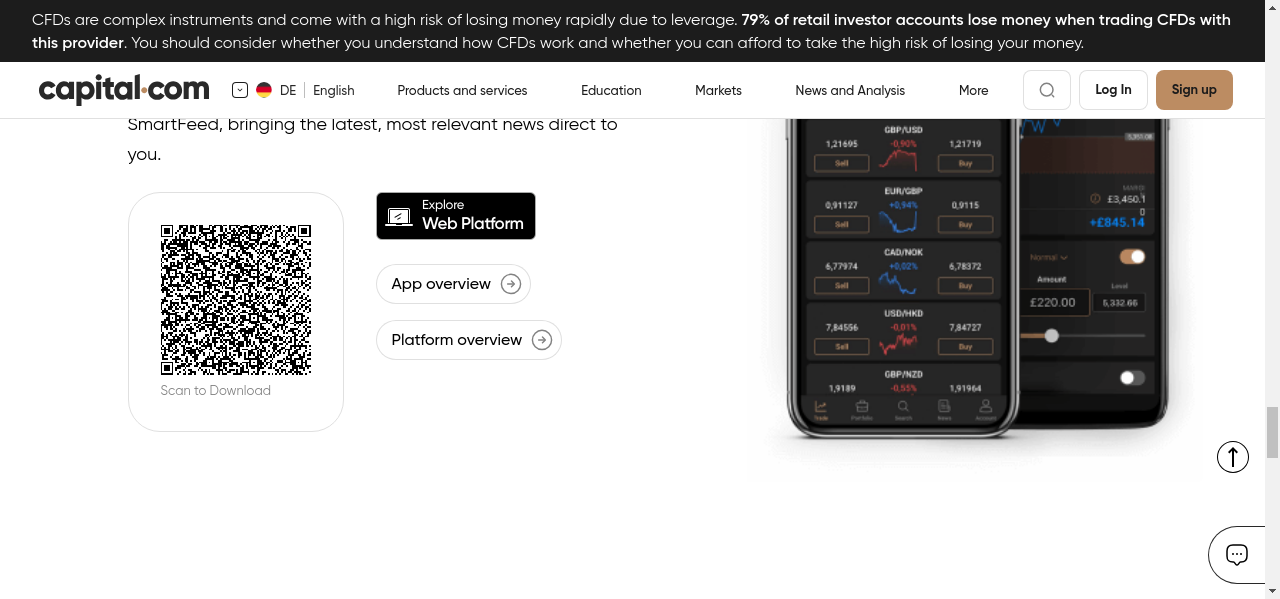 CFDs are complex instruments and come with a high risk of losing money rapidly due to leverage. 79% of retail investor accounts lose money when trading CFDs with
this provider. You should consider whether you understand how CFDs work and whether you can afford to take the high risk of losing your money.
capital.com
DE English
Products and services
Education
Markets
News and Analysis
More
Log In
Sign up
SmartFeed, bringing the latest, most relevant news direct to
you.
Scan to Download
Explore
Web Platform
App overview
Platform overview
GBP/USD
1,21695 -0,90% 1,21719
Sell Buy
EUR/GBP
0,91127 +0,94% 0,9115
Sell Buy
CAD/NOK
6,77974 +0,02% 6,78372
Sell Buy
USD/HKD
7,84556 -0,01% 7,84727
Sell Buy
GBP/NZD
1,9189 -0,55% 1,91964
Trade Portfolio Search News Account
£3,450.1
0
+£845.14
Normal
Amount Level
£220.00 5,332.66